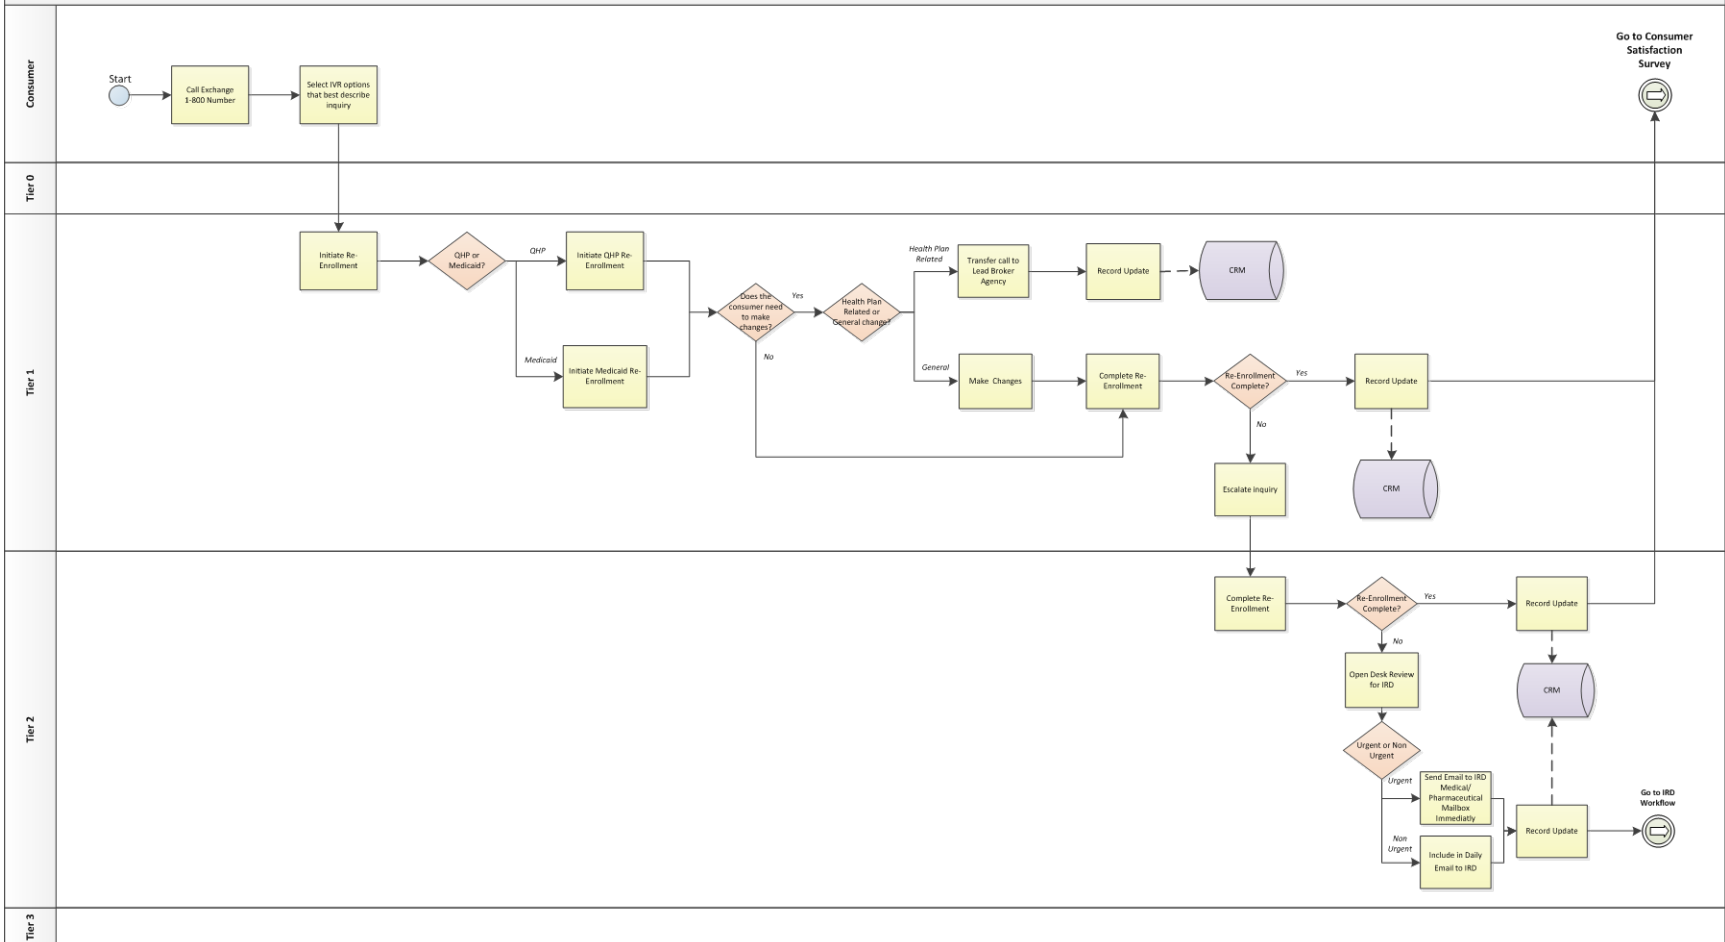 Consumer
Start
Call Exchange
1-800 Number
Select IVR options
that best describe
inquiry
Go to Consumer
Satisfaction
Survey
Tier 0
Tier 1
Initiate Re-
Enrollment
QHP or
Medicaid?
QHP
Initiate QHP Re-
Enrollment
Medicaid
Initiate Medicaid Re-
Enrollment
Does the
consumer need
to make
changes?
Yes
No
Health Plan
Related or
General change?
Health Plan
Related
Transfer call to
Lead Broker
Agency
Record Update
CRM
General
Make Changes
Complete Re-
Enrollment
Re-Enrollment
Complete?
Yes
Record Update
CRM
No
Escalate inquiry
Tier 2
Complete Re-
Enrollment
Re-Enrollment
Complete?
Yes
Record Update
CRM
No
Open Desk Review
for IRD
Urgent or Non
Urgent
Urgent
Send Email to IRD
Medical/
Pharmaceutical
Mailbox
Immediatly
Non
Urgent
Include in Daily
Email to IRD
Record Update
Go to IRD
Workflow
Tier 3